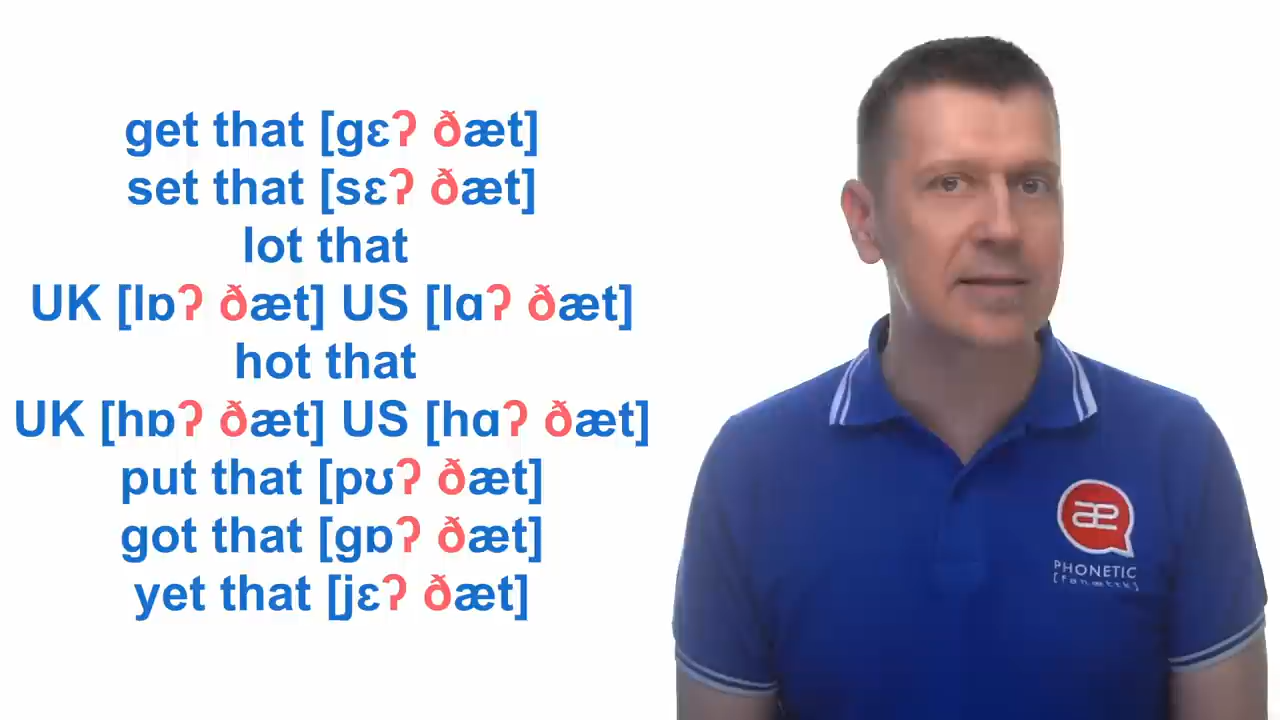 get that [gɛʔ ðæt]
set that [sɛʔ ðæt]
lot that
UK [lɒʔ ðæt] US [lɑʔ ðæt]
hot that
UK [hɒʔ ðæt] US [hɑʔ ðæt]
put that [pʊʔ ðæt]
got that [gɒʔ ðæt]
yet that [jɛʔ ðæt]
æ
PHONETIC
[fənætɪk]